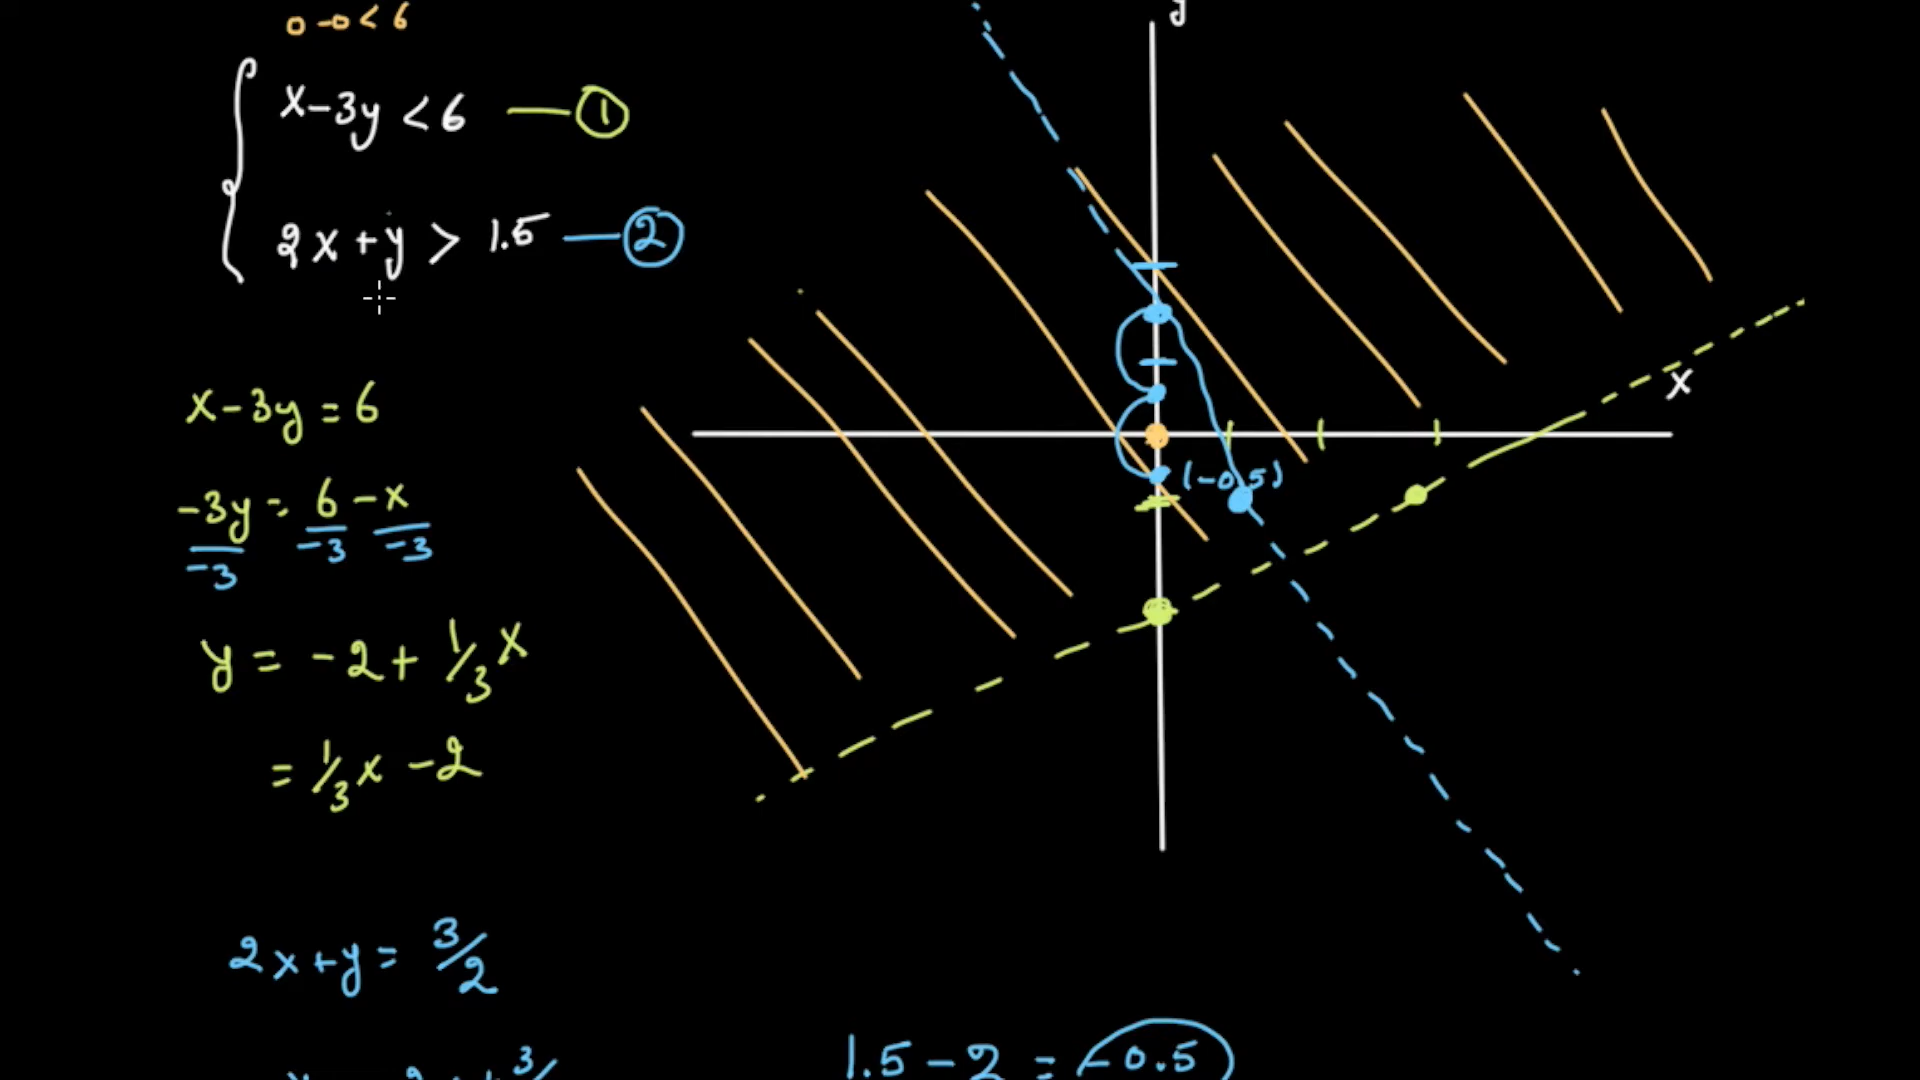 0 - 0 < 6
x - 3y < 6 — ①
2x + y > 1.5 — ②
x - 3y = 6
-3y = 6 - x
-3 -3 -3
y = -2 + 1/3 x
= 1/3 x - 2
2x + y = 3/2
y
x
(-0.5)
1.5 - 2 = -0.5